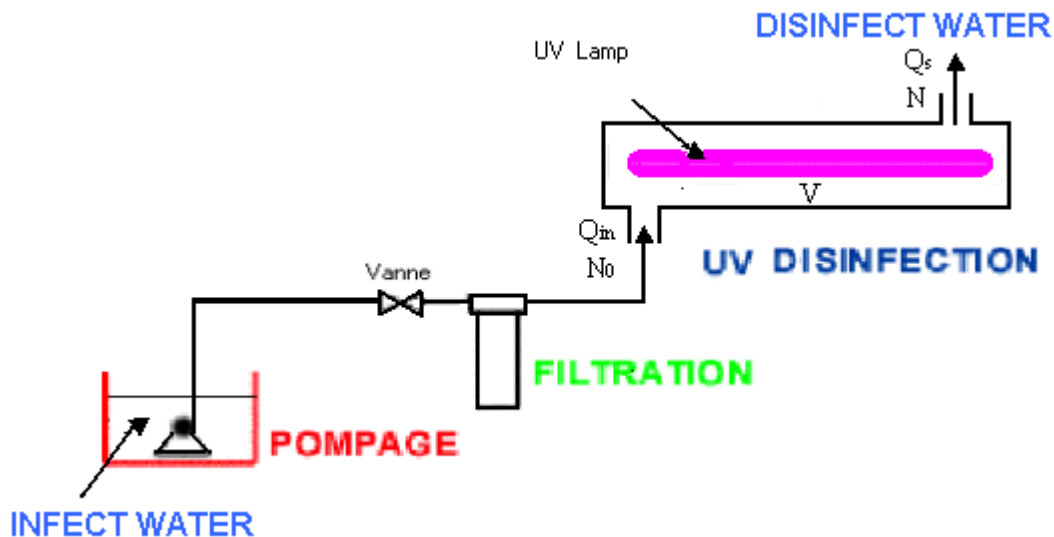 DISINFECT WATER
UV Lamp
Qs
N
V
Qin
N0
UV DISINFECTION
Vanne
FILTRATION
POMPAGE
INFECT WATER